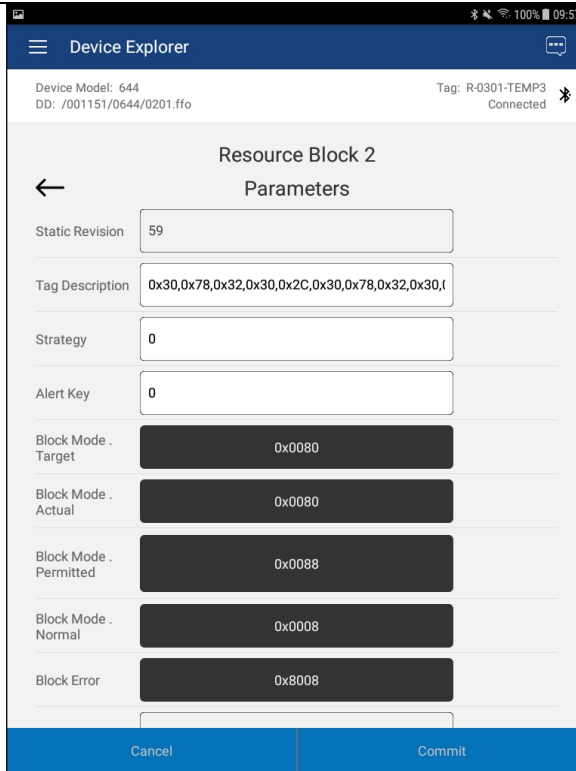 100% 09:57
Device Explorer
Device Model: 644
Tag: R-0301-TEMP3
DD: /001151/0644/0201.ffo
Connected
Resource Block 2
Parameters
Static Revision
59
Tag Description
0x30,0x78,0x32,0x30,0x2C,0x30,0x78,0x32,0x30,(
Strategy
0
Alert Key
0
Block Mode .
Target
0x0080
Block Mode .
Actual
0x0080
Block Mode .
Permitted
0x0088
Block Mode .
Normal
0x0008
Block Error
0x8008
Cancel
Commit